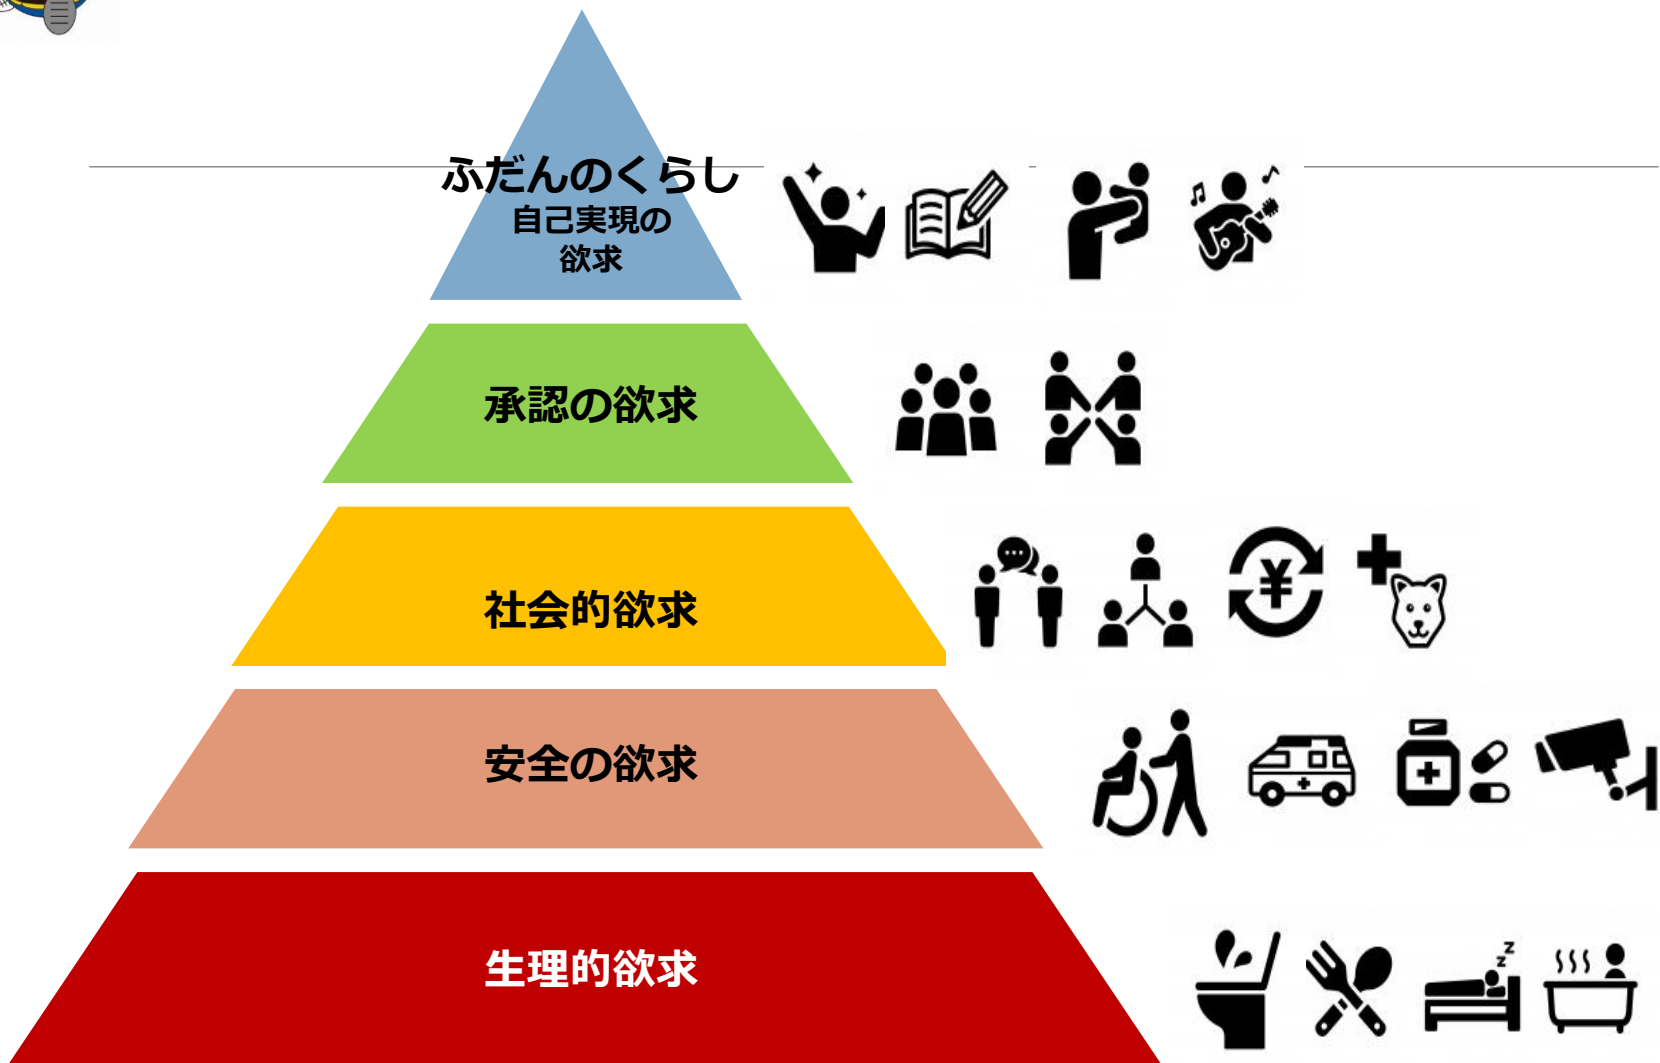 ふだんのくらし
自己実現の
欲求
承認の欲求
社会的欲求
安全の欲求
生理的欲求
¥
z
z